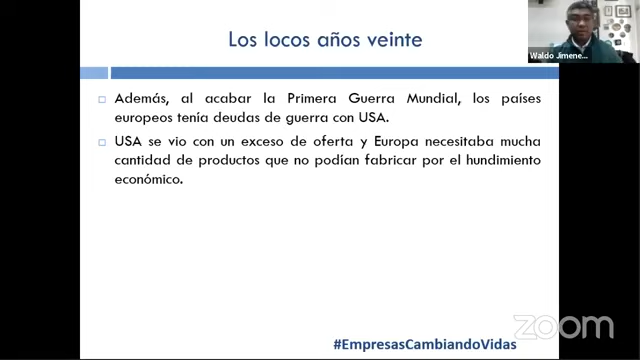 Los locos años veinte
Waldo Jimene...
Además, al acabar la Primera Guerra Mundial, los países
europeos tenía deudas de guerra con USA.
USA se vio con un exceso de oferta y Europa necesitaba mucha
cantidad de productos que no podían fabricar por el hundimiento
económico.
zoom
#EmpresasCambiandoVidas